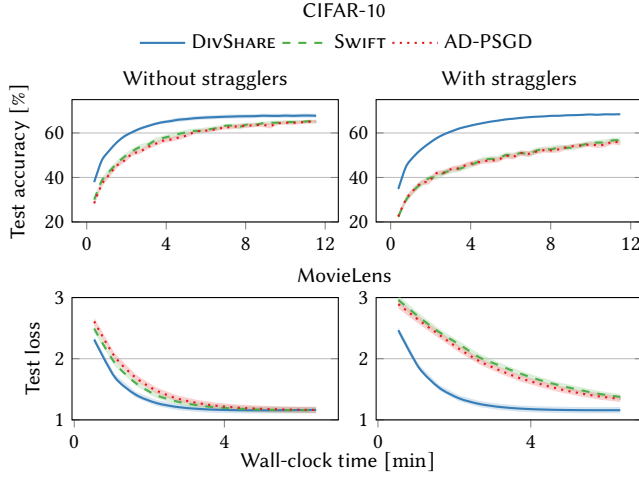 CIFAR-10
DivShare Swift AD-PSGD
Without stragglers With stragglers
Test accuracy [%]
60 60
40 40
20 20
0 4 8 12 0 4 8 12
MovieLens
Test loss
3 3
2 2
1 1
0 4 0 4
Wall-clock time [min]